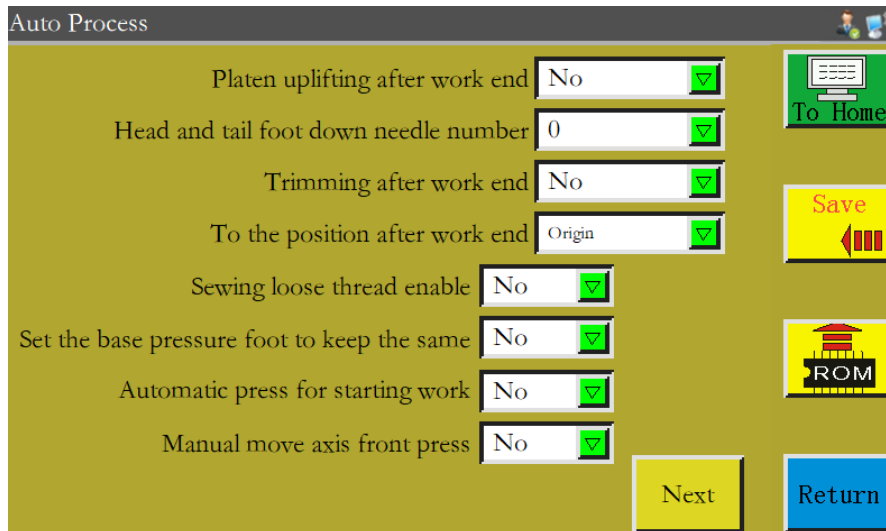 Auto Process
Platen uplifting after work end No
To Home
Head and tail foot down needle number 0
Trimming after work end No
Save
To the position after work end Origin
Sewing loose thread enable No
Set the base pressure foot to keep the same No
ROM
Automatic press for starting work No
Manual move axis front press No
Next
Return